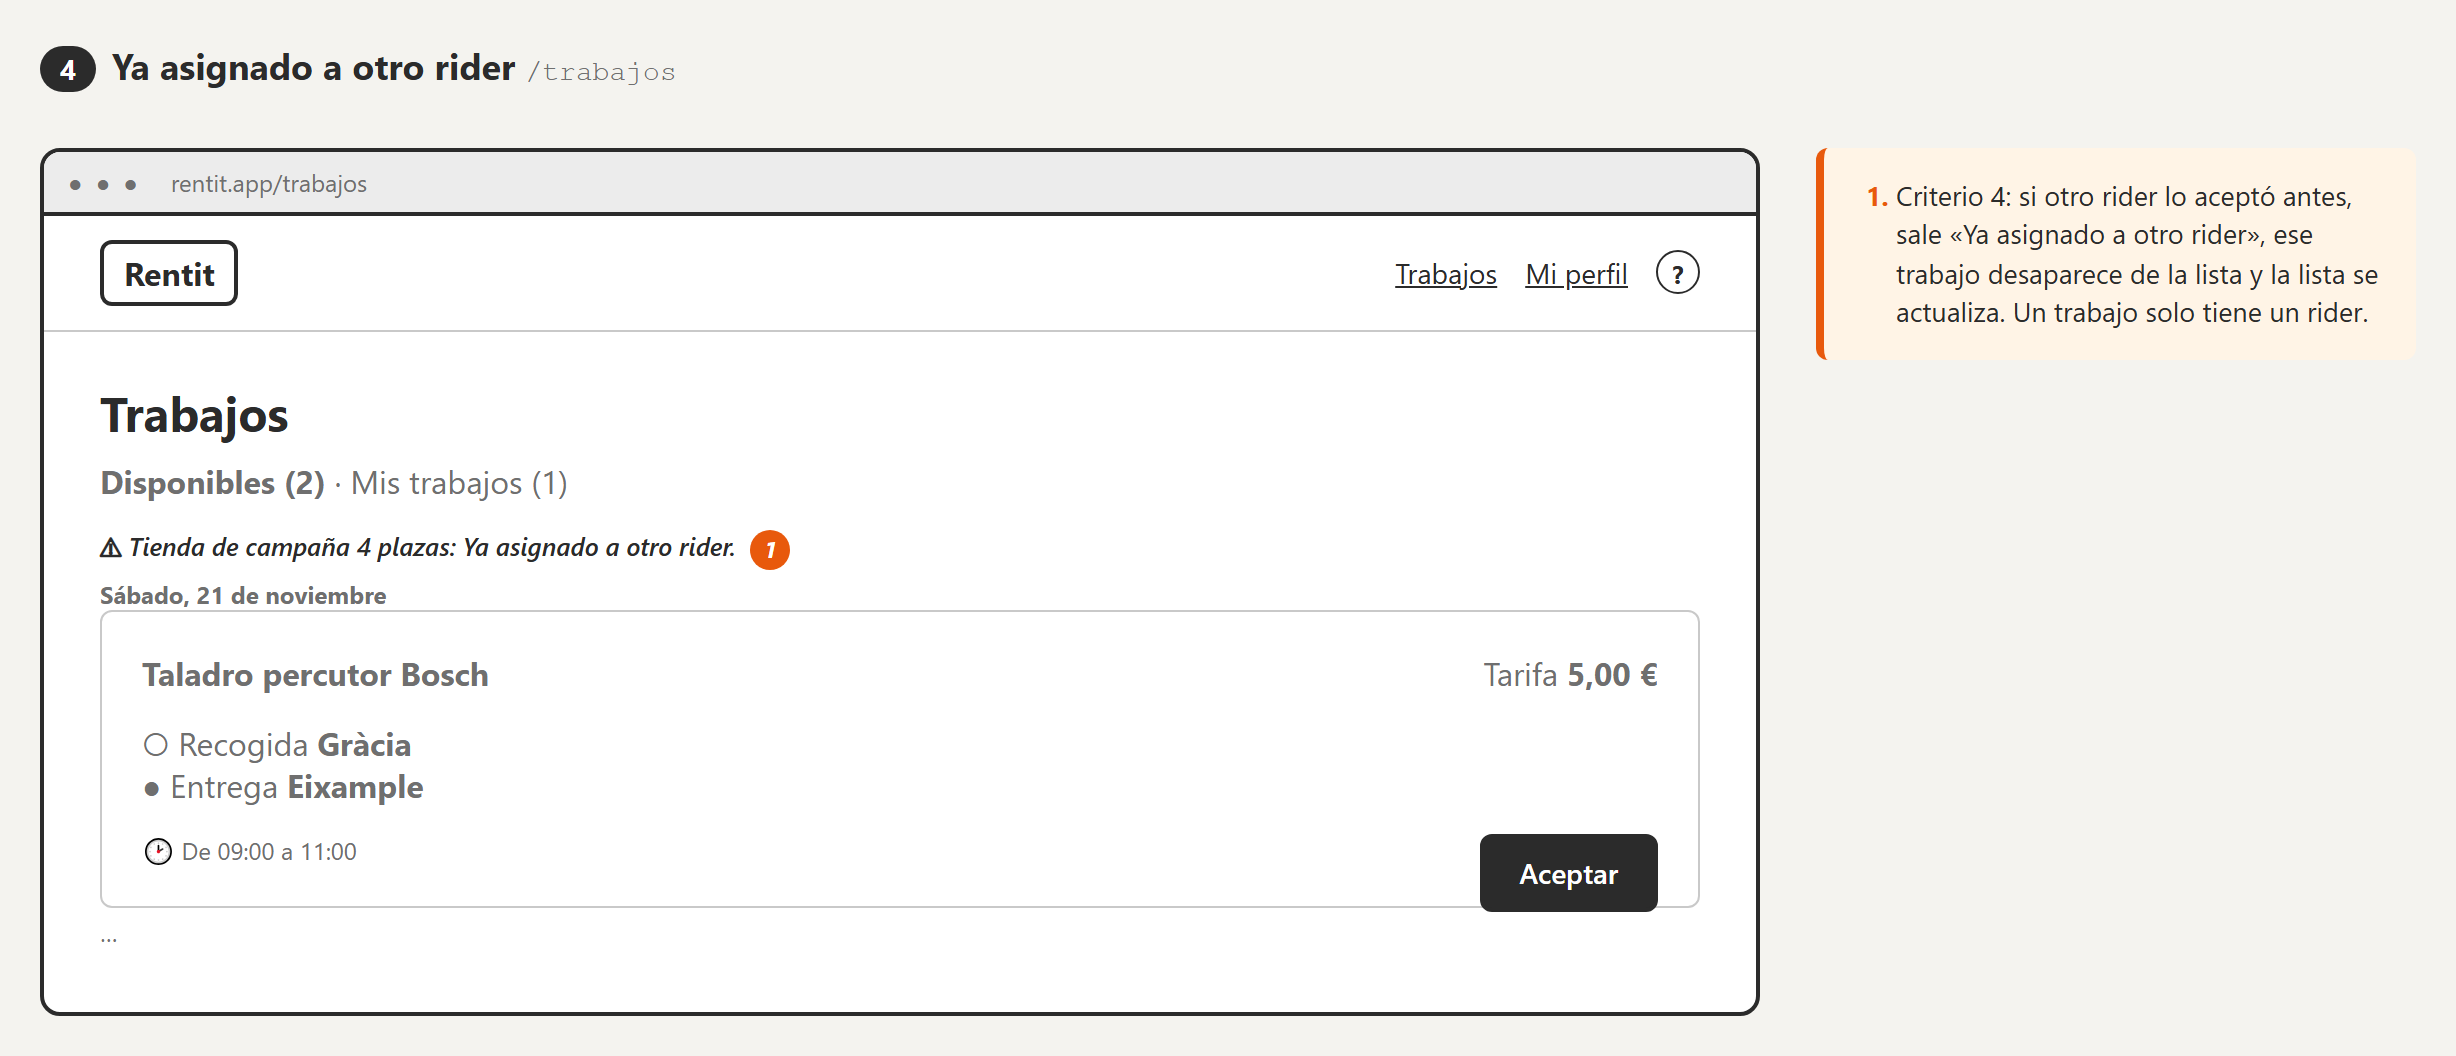 4 Ya asignado a otro rider /trabajos
rentit.app/trabajos
Rentit
Trabajos Mi perfil ?
Trabajos
Disponibles (2) · Mis trabajos (1)
⚠ Tienda de campaña 4 plazas: Ya asignado a otro rider. 1
Sábado, 21 de noviembre
Taladro percutor Bosch Tarifa 5,00 €
○ Recogida Gràcia
● Entrega Eixample
🕐 De 09:00 a 11:00
Aceptar
...
1. Criterio 4: si otro rider lo aceptó antes,
sale «Ya asignado a otro rider», ese
trabajo desaparece de la lista y la lista se
actualiza. Un trabajo solo tiene un rider.